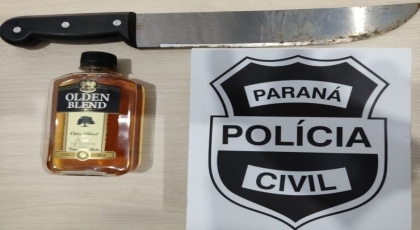 OLDEN
BLEND
PARANÁ
POLÍCIA
CIVIL